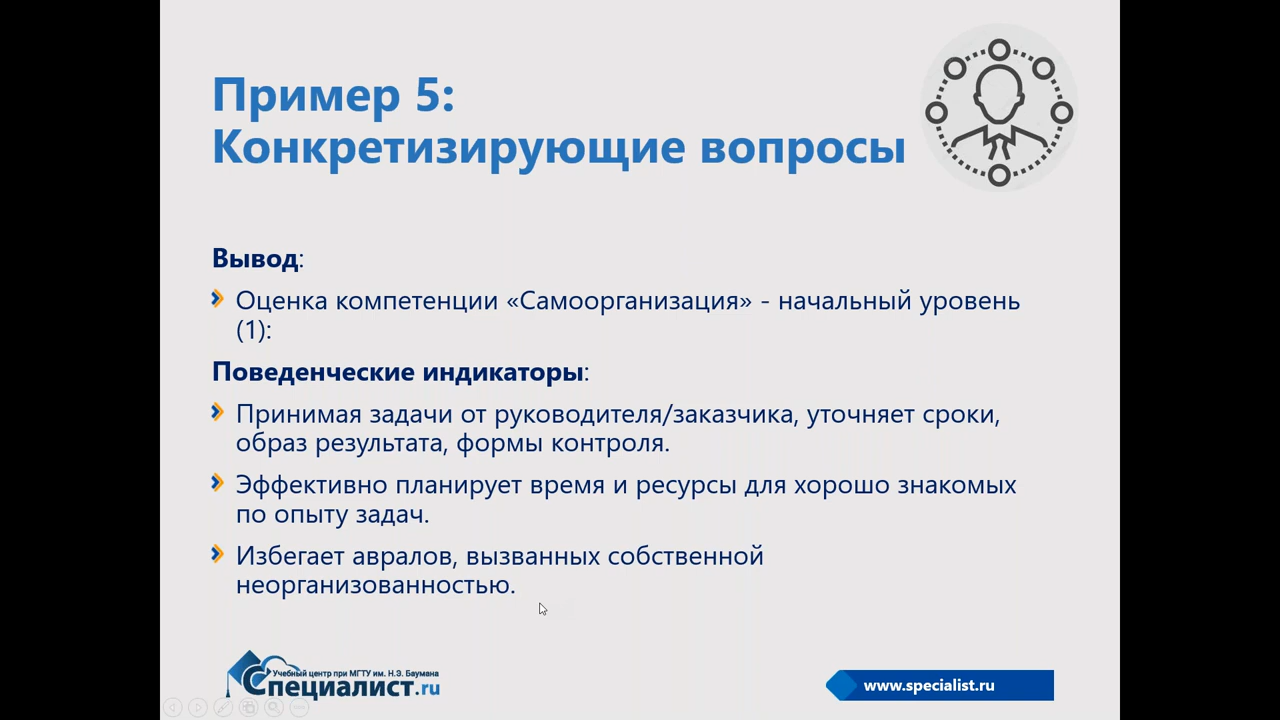 Пример 5:
Конкретизирующие вопросы
Вывод:
Оценка компетенции «Самоорганизация» - начальный уровень
(1):
Поведенческие индикаторы:
Принимая задачи от руководителя/заказчика, уточняет сроки,
образ результата, формы контроля.
Эффективно планирует время и ресурсы для хорошо знакомых
по опыту задач.
Избегает авралов, вызванных собственной
неорганизованностью.
Учебный центр при МГТУ им. Н.Э. Баумана
Специалист.ru
www.specialist.ru